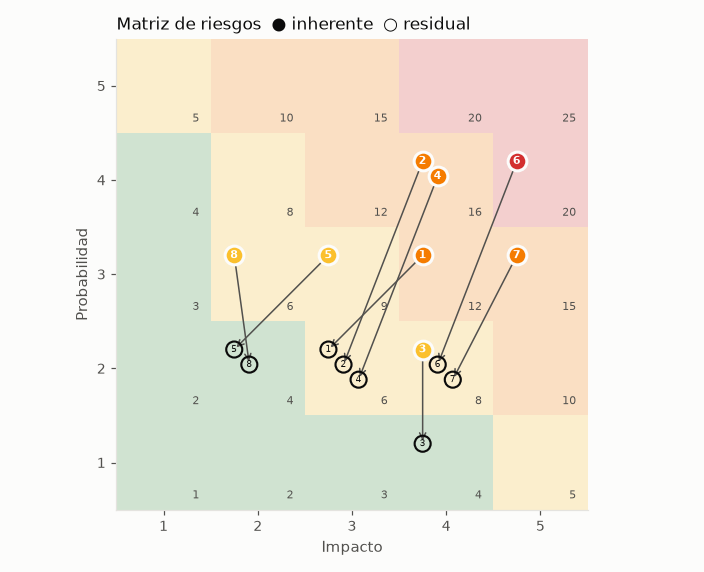 Matriz de riesgos ● inherente ○ residual
Probabilidad
5 5 10 15 20 25
4 4 8 12 16 20
2 4 6
3 3 6 9 12 15
8 5 1 7
2 2 4 6 8 10
5 8 1 2 4 3 6 7
1 1 2 3 4 5
3
1 2 3 4 5
Impacto